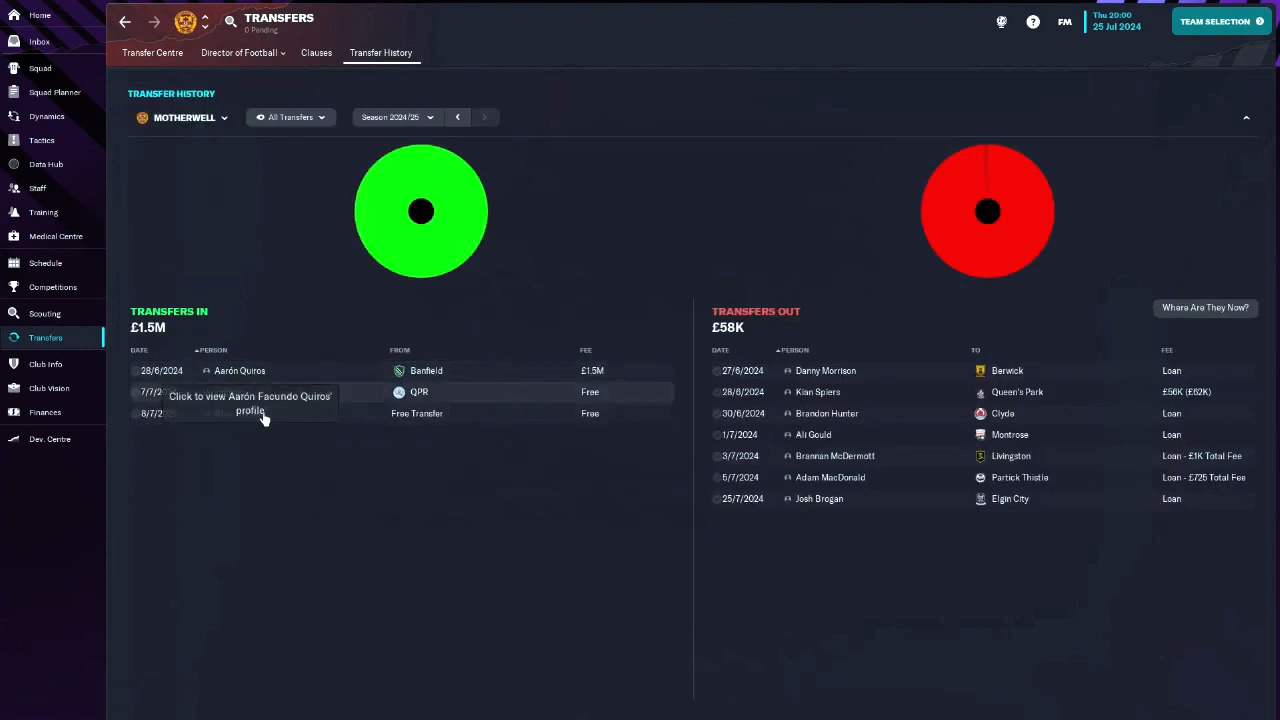 Home
Inbox
Squad
Squad Planner
Dynamics
Tactics
Data Hub
Staff
Training
Medical Centre
Schedule
Competitions
Scouting
Transfers
Club Info
Club Vision
Finances
Dev. Centre
TRANSFERS
0 Pending
FM
Thu 20:00
25 Jul 2024
TEAM SELECTION
Transfer Centre
Director of Football
Clauses
Transfer History
TRANSFER HISTORY
MOTHERWELL
All Transfers
Season 2024/25
TRANSFERS IN
£1.5M
DATE PERSON FROM FEE
28/6/2024 Aarón Quiros Banfield £1.5M
7/7/ QPR Free
8/7/ Free Transfer Free
Click to view Aarón Facundo Quiros'
profile
TRANSFERS OUT
£58K
Where Are They Now?
DATE PERSON TO FEE
27/6/2024 Danny Morrison Berwick Loan
28/6/2024 Kian Spiers Queen's Park £56K (£62K)
30/6/2024 Brandon Hunter Clyde Loan
1/7/2024 Ali Gould Montrose Loan
3/7/2024 Brannan McDermott Livingston Loan - £1K Total Fee
5/7/2024 Adam MacDonald Partick Thistle Loan - £725 Total Fee
25/7/2024 Josh Brogan Elgin City Loan